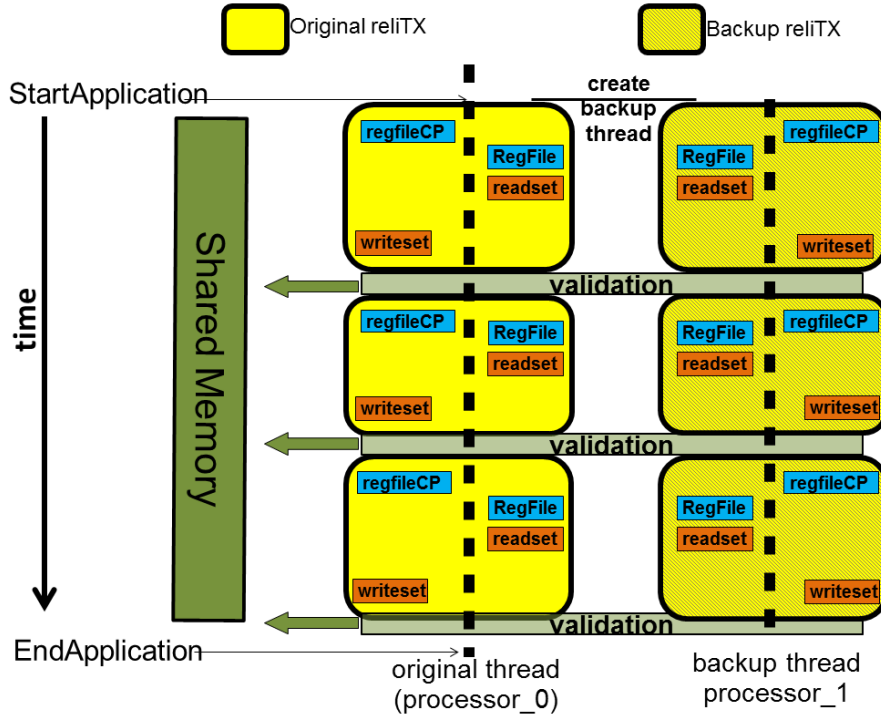 Original reliTX
Backup reliTX
StartApplication
create
backup
thread
regfileCP
RegFile
readset
writeset
RegFile
readset
regfileCP
writeset
validation
regfileCP
RegFile
readset
writeset
RegFile
readset
regfileCP
writeset
validation
regfileCP
RegFile
readset
writeset
RegFile
readset
regfileCP
writeset
validation
time
Shared Memory
EndApplication
original thread
(processor_0)
backup thread
processor_1